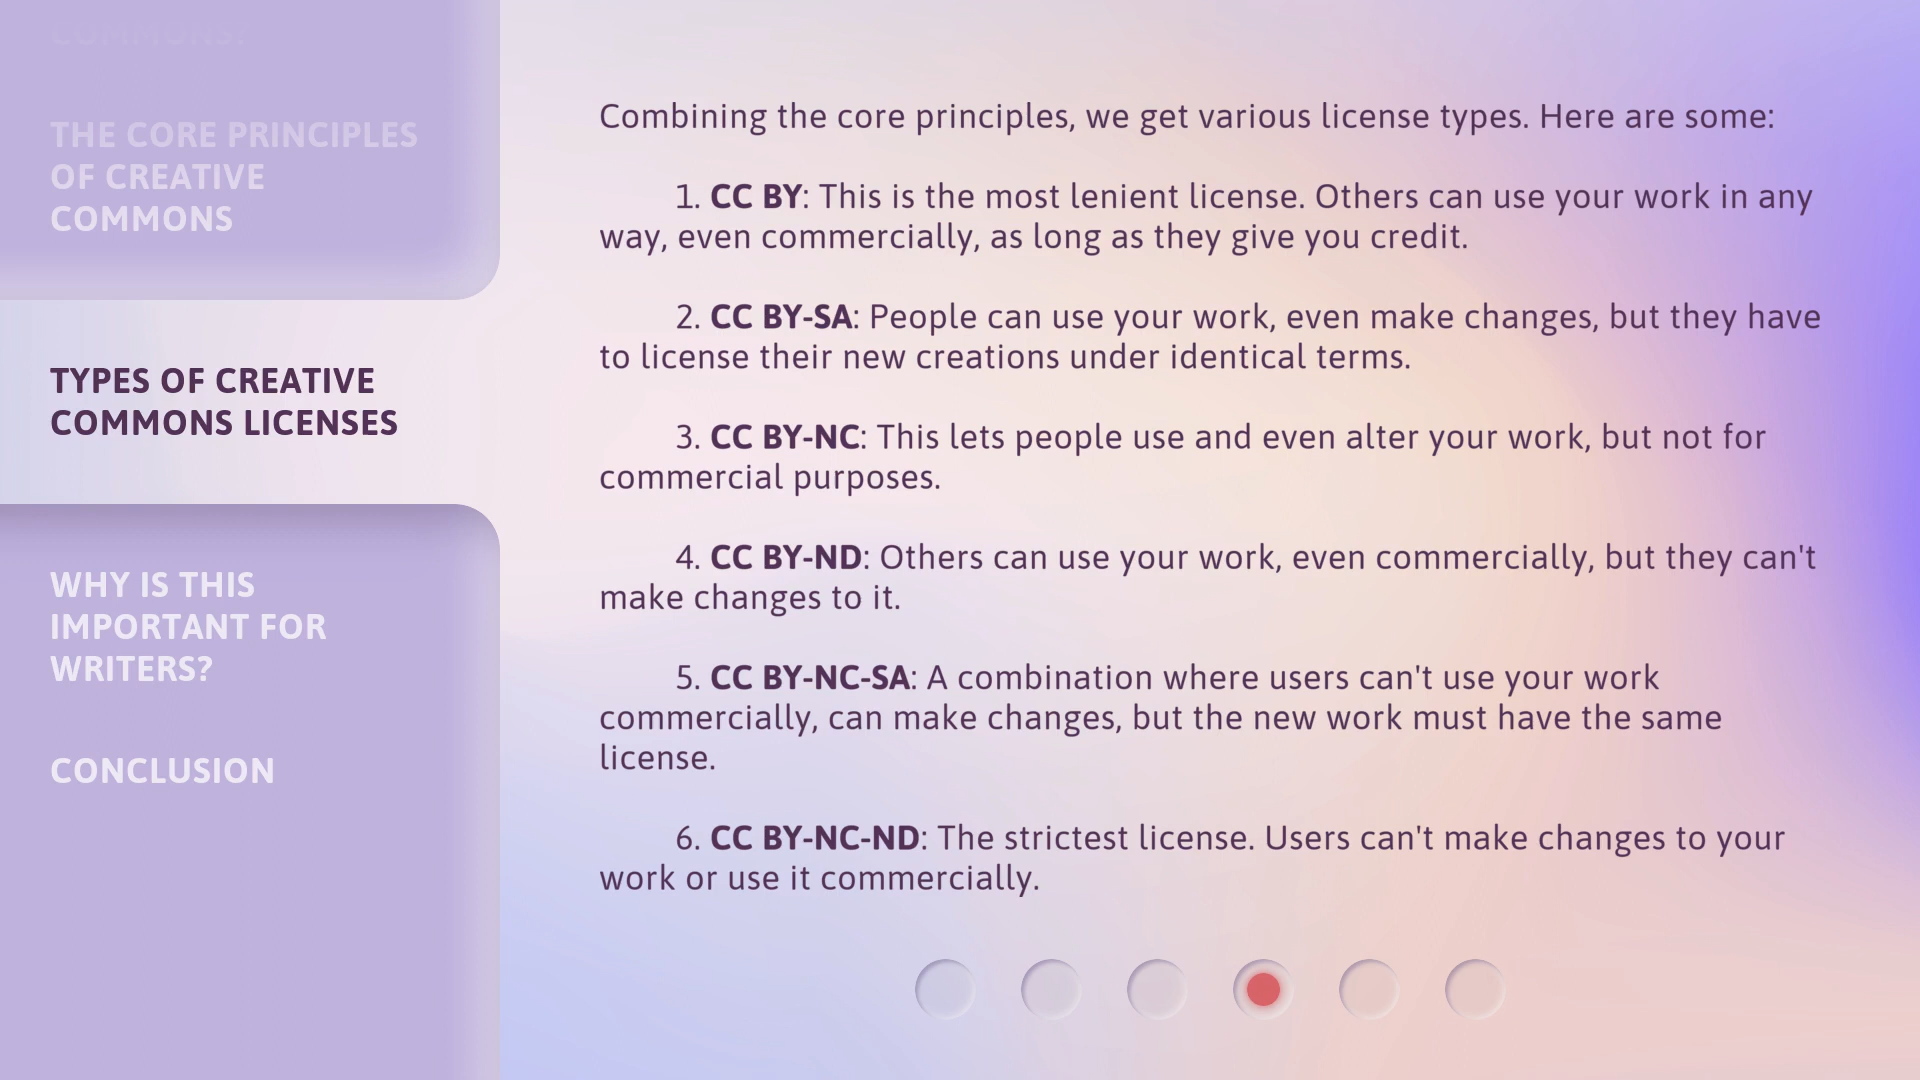 COMMONS?
THE CORE PRINCIPLES
OF CREATIVE
COMMONS
TYPES OF CREATIVE
COMMONS LICENSES
WHY IS THIS
IMPORTANT FOR
WRITERS?
CONCLUSION
Combining the core principles, we get various license types. Here are some:
1. CC BY: This is the most lenient license. Others can use your work in any
way, even commercially, as long as they give you credit.
2. CC BY-SA: People can use your work, even make changes, but they have
to license their new creations under identical terms.
3. CC BY-NC: This lets people use and even alter your work, but not for
commercial purposes.
4. CC BY-ND: Others can use your work, even commercially, but they can't
make changes to it.
5. CC BY-NC-SA: A combination where users can't use your work
commercially, can make changes, but the new work must have the same
license.
6. CC BY-NC-ND: The strictest license. Users can't make changes to your
work or use it commercially.